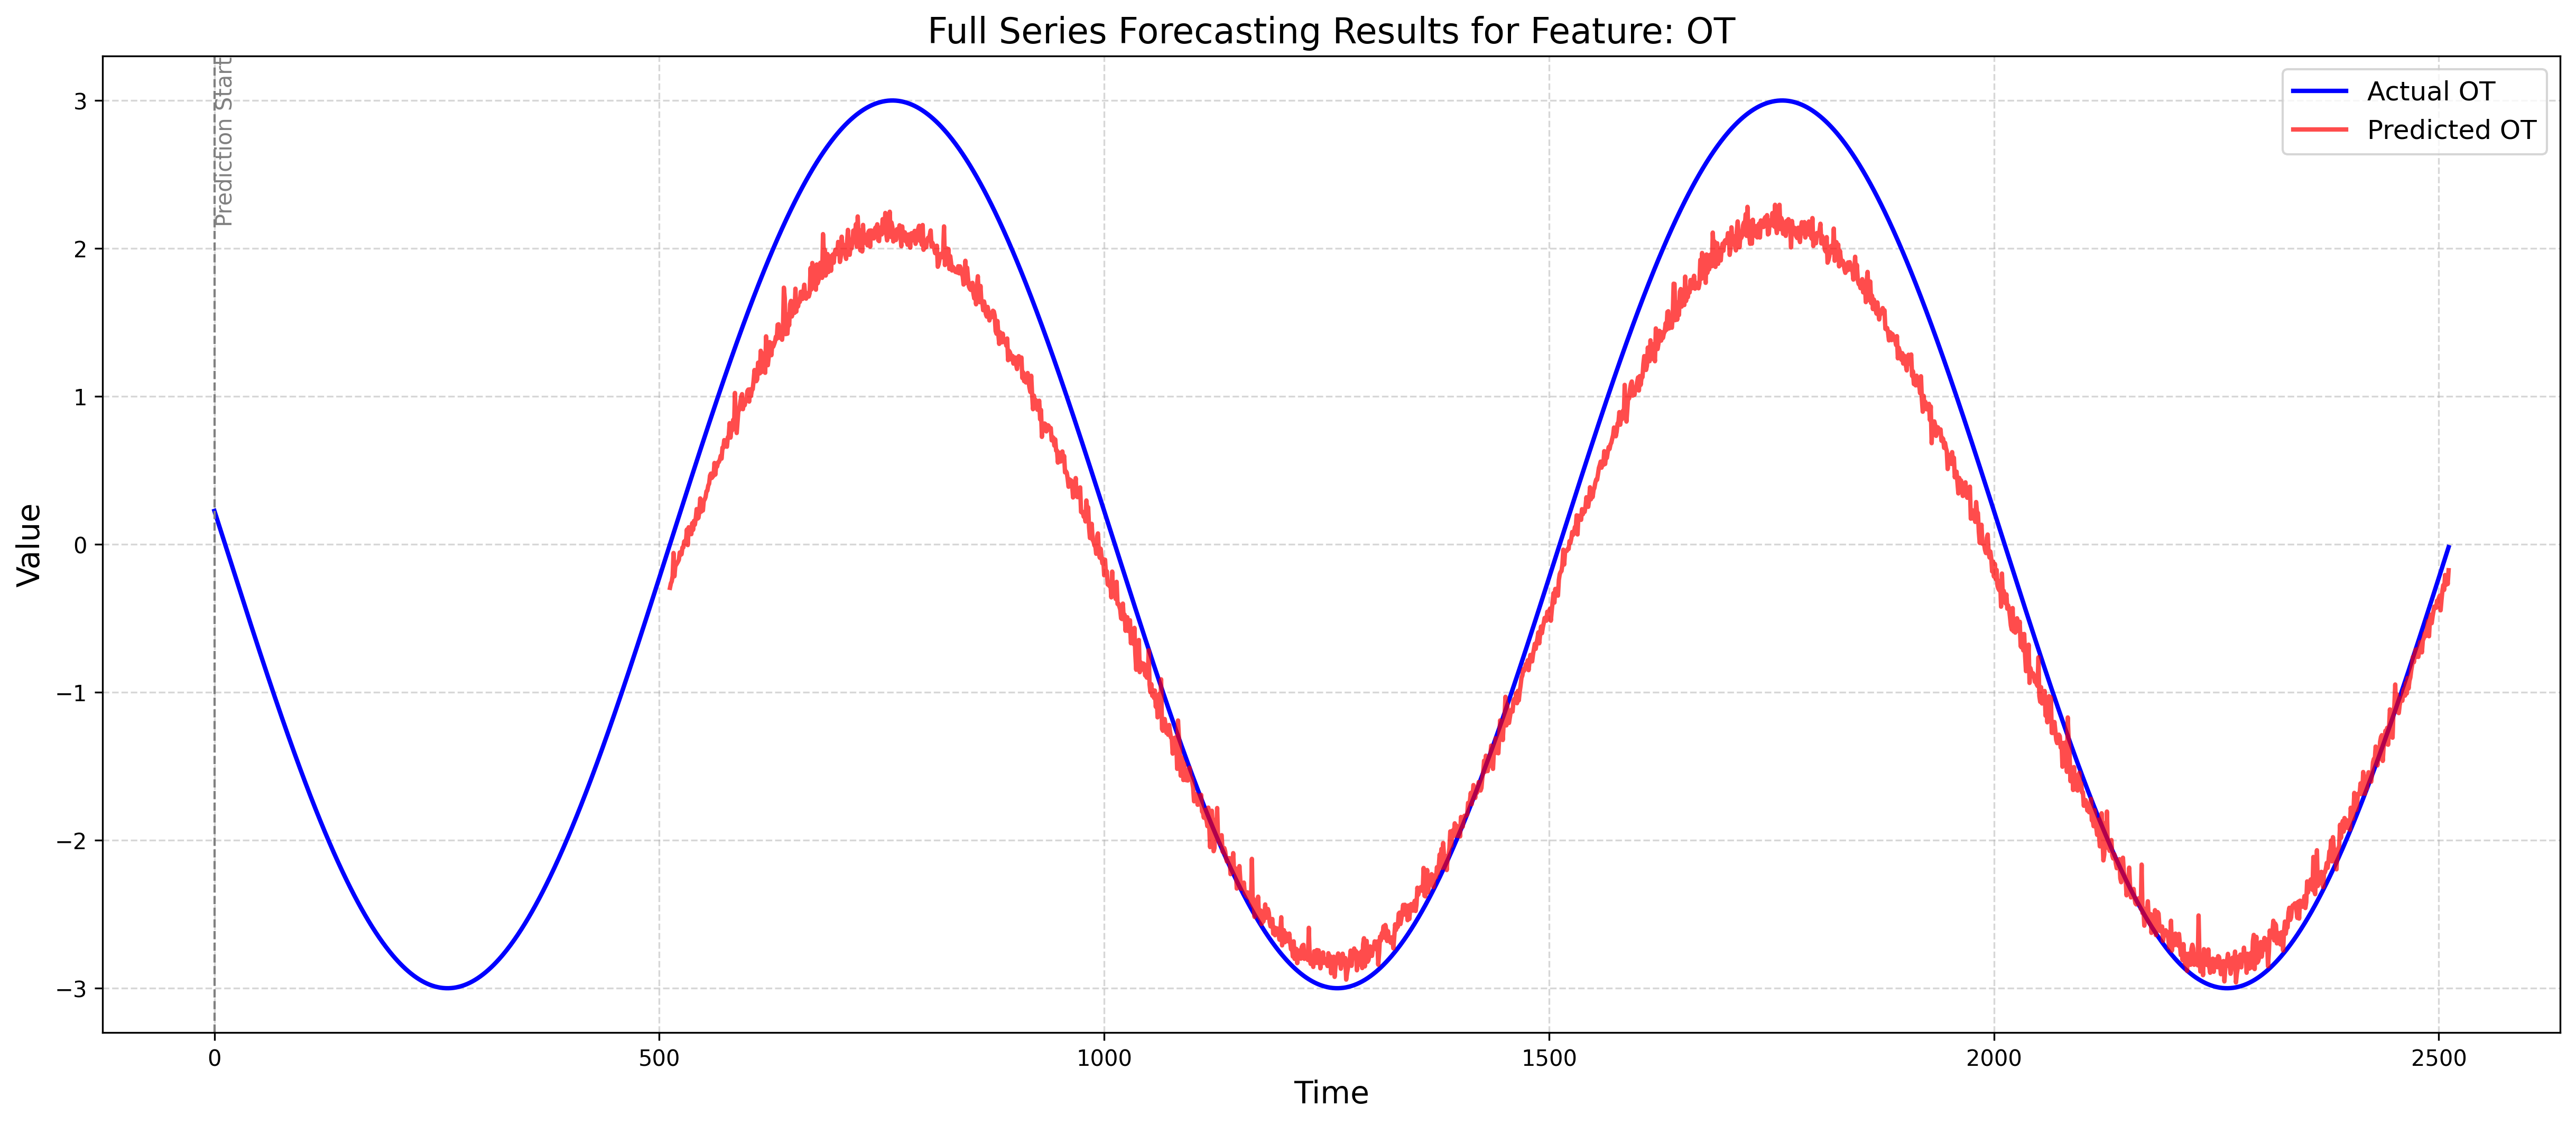 Full Series Forecasting Results for Feature: OT
Prediction Start
Actual OT
Predicted OT
Value
3
2
1
0
−1
−2
−3
0
500
1000
1500
2000
2500
Time